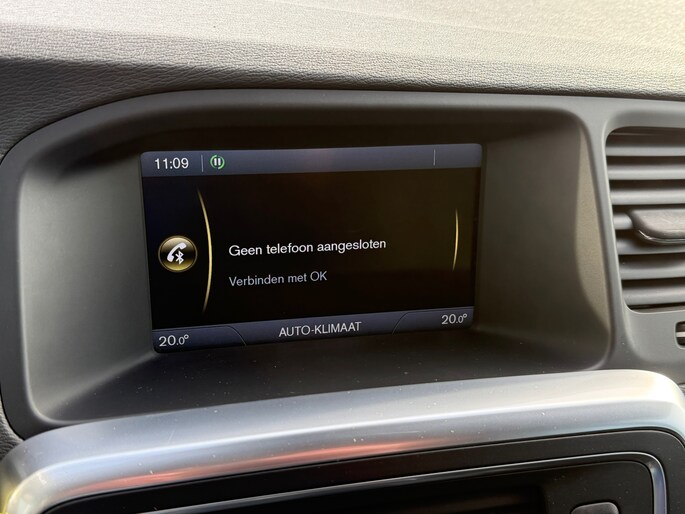 11:09
Geen telefoon aangesloten
Verbinden met OK
20.0° AUTO-KLIMAAT 20.0°